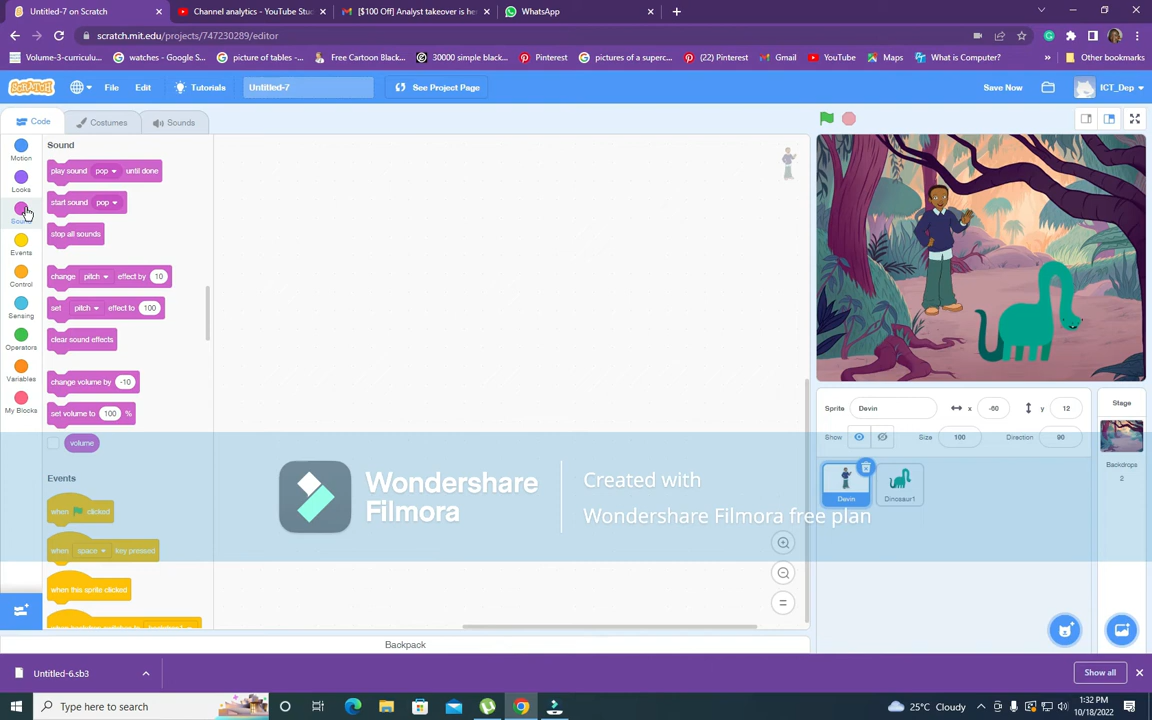 Untitled-7 on Scratch
Channel analytics - YouTube Stu
[$100 Off] Analyst takeover is he
WhatsApp
scratch.mit.edu/projects/747230289/editor
Volume-3-curriculu...
watches - Google S...
picture of tables -...
Free Cartoon Black...
30000 simple black...
Pinterest
pictures of a superc...
(22) Pinterest
Gmail
YouTube
Maps
What is Computer?
»
Other bookmarks
SCRATCH
File
Edit
Tutorials
Untitled-7
See Project Page
Save Now
ICT_Dep
Code
Costumes
Sounds
Motion
Looks
Sound
Events
Control
Sensing
Operators
Variables
My Blocks
Sound
play sound pop until done
start sound pop
stop all sounds
change pitch effect by 10
set pitch effect to 100
clear sound effects
change volume by -10
set volume to 100 %
volume
Events
when clicked
when space key pressed
when this sprite clicked
Sprite Devin x -60 y 12
Show Size 100 Direction 90
Devin
Dinosaur1
Stage
Backdrops
2
Wondershare
Filmora
Created with
Wondershare Filmora free plan
Backpack
Untitled-6.sb3
Show all
Type here to search
25°C Cloudy
1:32 PM
10/18/2022